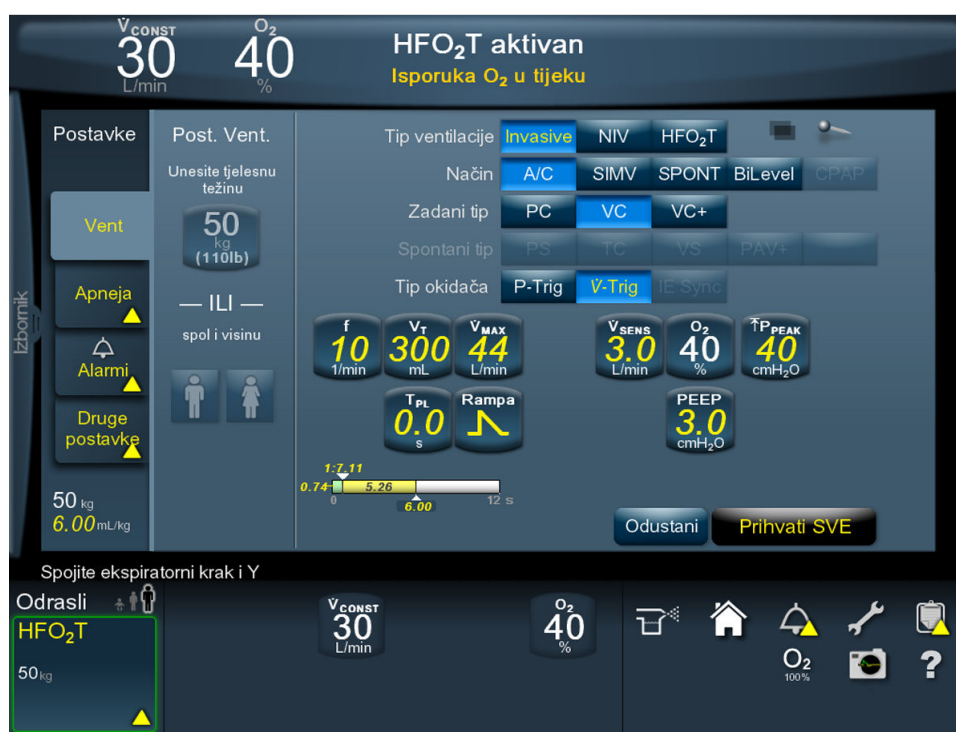 V̇CONST
30
L/min
O₂
40
%
HFO₂T aktivan
Isporuka O₂ u tijeku
Izbornik
Postavke
Vent
Apneja
Alarmi
Druge
postavke
50 kg
6.00 mL/kg
Post. Vent.
Unesite tjelesnu
težinu
50
kg
(110lb)
— ILI —
spol i visinu
Tip ventilacije Invasive NIV HFO₂T
Način A/C SIMV SPONT BiLevel CPAP
Zadani tip PC VC VC+
Spontani tip PS TC VS PAV+
Tip okidača P-Trig V̇-Trig IE Sync
f VT V̇MAX V̇SENS O₂ ⤒PPEAK
10 300 44 3.0 40 40
1/min mL L/min L/min % cmH₂O
TPL Rampa PEEP
0.0 3.0
s cmH₂O
1:7.11
0.74 5.26
0 6.00 12 s
Odustani Prihvati SVE
Spojite ekspiratorni krak i Y
Odrasli
HFO₂T
50 kg
V̇CONST
30
L/min
O₂
40
%
O₂
100%
?